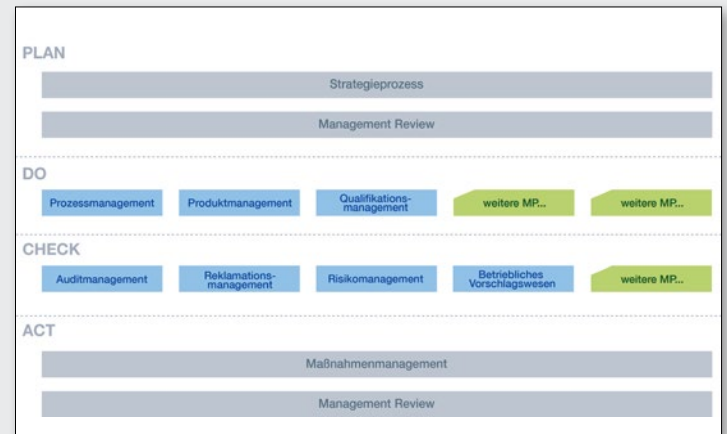 PLAN
Strategieprozess
Management Review
DO
Prozessmanagement
Produktmanagement
Qualifikations-
management
weitere MP...
weitere MP...
CHECK
Auditmanagement
Reklamations-
management
Risikomanagement
Betriebliches
Vorschlagswesen
weitere MP...
ACT
Maßnahmenmanagement
Management Review